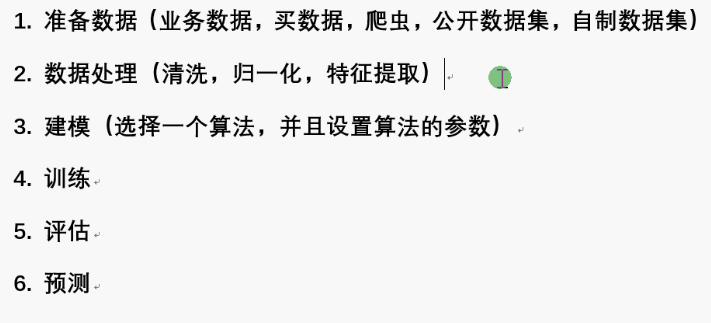 1. 准备数据（业务数据，买数据，爬虫，公开数据集，自制数据集）
2. 数据处理（清洗，归一化，特征提取）
3. 建模（选择一个算法，并且设置算法的参数）
4. 训练
5. 评估
6. 预测